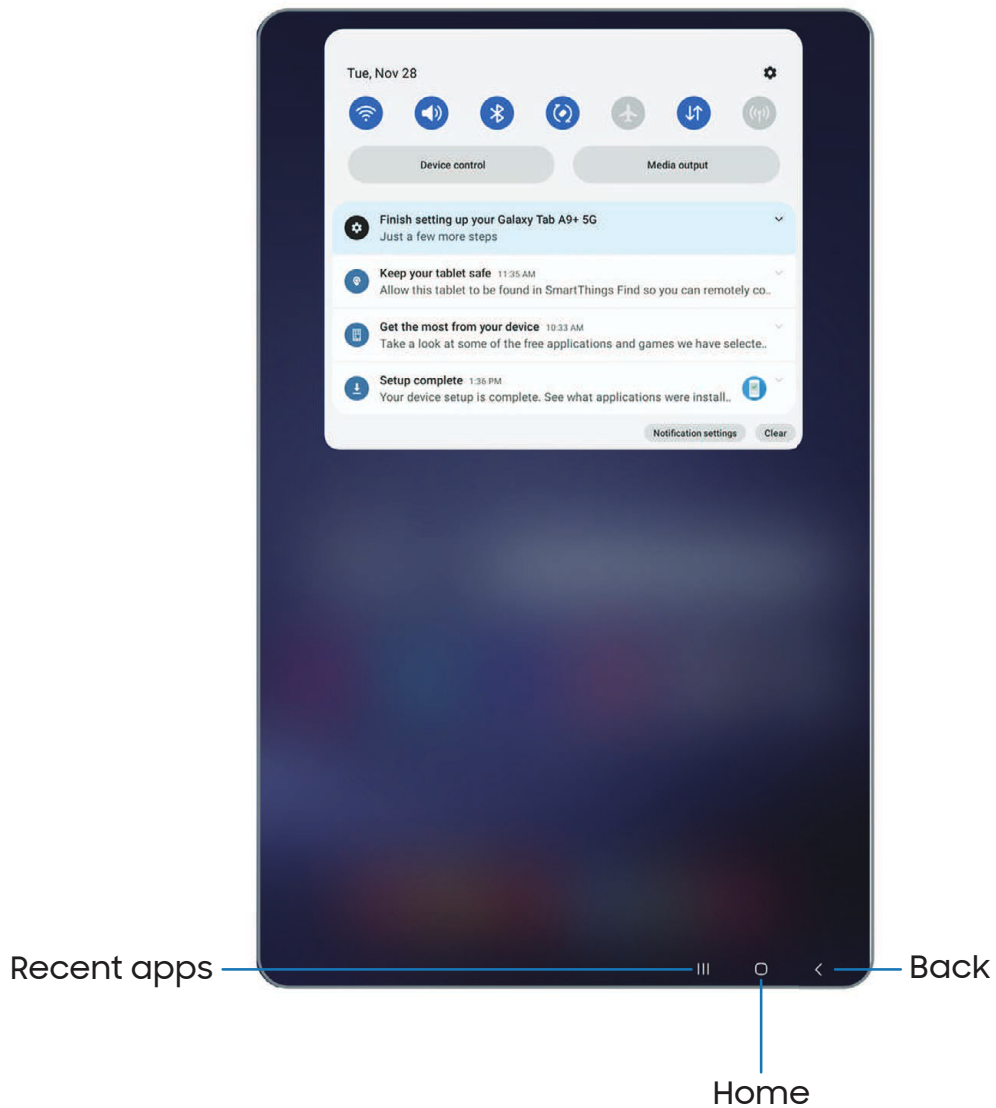 Tue, Nov 28
Device control
Media output
Finish setting up your Galaxy Tab A9+ 5G
Just a few more steps
Keep your tablet safe 11:35 AM
Allow this tablet to be found in SmartThings Find so you can remotely co..
Get the most from your device 10:33 AM
Take a look at some of the free applications and games we have selecte..
Setup complete 1:36 PM
Your device setup is complete. See what applications were install..
Notification settings
Clear
Recent apps
Back
Home